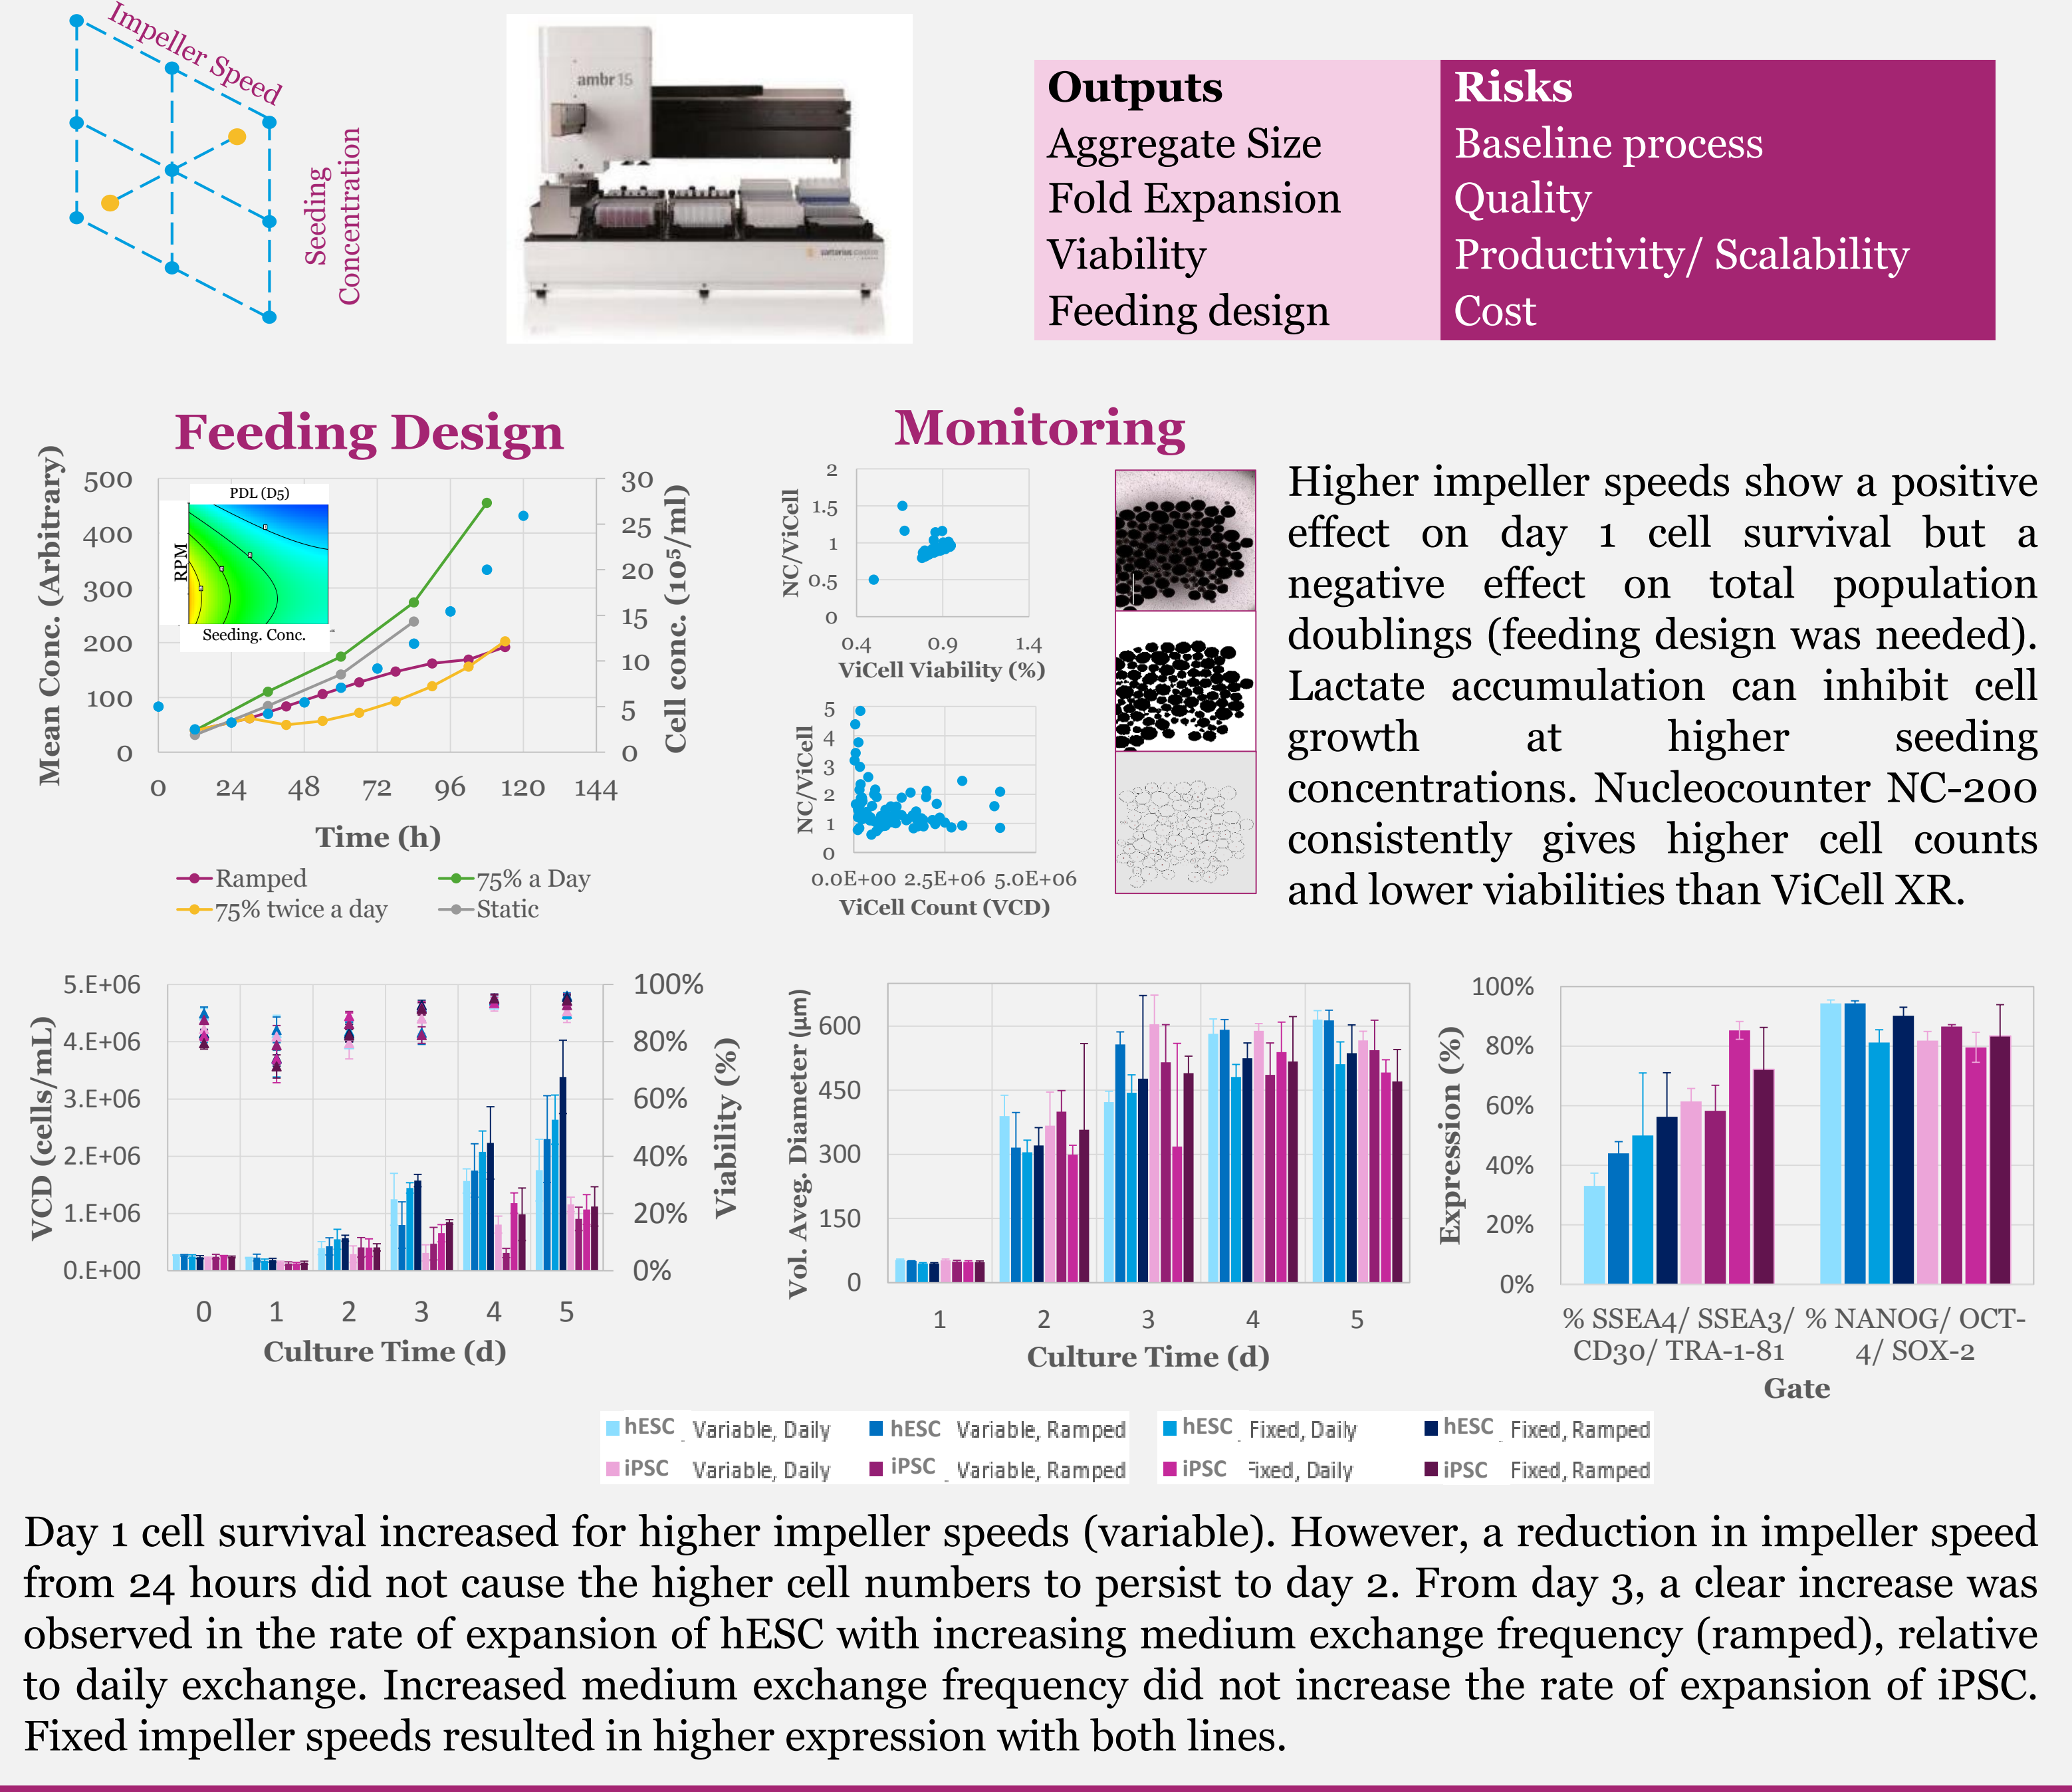 Impeller Speed
Seeding
Concentration
ambr 15
Outputs
Aggregate Size
Fold Expansion
Viability
Feeding design
Risks
Baseline process
Quality
Productivity/ Scalability
Cost
Feeding Design
Mean Conc. (Arbitrary)
500
400
300
200
100
0
PDL (D5)
RPM
Seeding. Conc.
30
25
20
15
10
5
0
Cell conc. (10⁵/ml)
0 24 48 72 96 120 144
Time (h)
Ramped
75% a Day
75% twice a day
Static
Monitoring
NC/ViCell
2
1.5
1
0.5
0
0.4 0.9 1.4
ViCell Viability (%)
NC/ViCell
5
4
3
2
1
0
0.0E+00 2.5E+06 5.0E+06
ViCell Count (VCD)
Higher impeller speeds show a positive
effect on day 1 cell survival but a
negative effect on total population
doublings (feeding design was needed).
Lactate accumulation can inhibit cell
growth at higher seeding
concentrations. Nucleocounter NC-200
consistently gives higher cell counts
and lower viabilities than ViCell XR.
VCD (cells/mL)
5.E+06
4.E+06
3.E+06
2.E+06
1.E+06
0.E+00
100%
80%
60%
40%
20%
0%
Viability (%)
0 1 2 3 4 5
Culture Time (d)
Vol. Aveg. Diameter (µm)
600
450
300
150
0
1 2 3 4 5
Culture Time (d)
Expression (%)
100%
80%
60%
40%
20%
0%
% SSEA4/ SSEA3/
CD30/ TRA-1-81
% NANOG/ OCT-
4/ SOX-2
Gate
hESC Variable, Daily
hESC Variable, Ramped
hESC Fixed, Daily
hESC Fixed, Ramped
iPSC Variable, Daily
iPSC Variable, Ramped
iPSC Fixed, Daily
iPSC Fixed, Ramped
Day 1 cell survival increased for higher impeller speeds (variable). However, a reduction in impeller speed
from 24 hours did not cause the higher cell numbers to persist to day 2. From day 3, a clear increase was
observed in the rate of expansion of hESC with increasing medium exchange frequency (ramped), relative
to daily exchange. Increased medium exchange frequency did not increase the rate of expansion of iPSC.
Fixed impeller speeds resulted in higher expression with both lines.